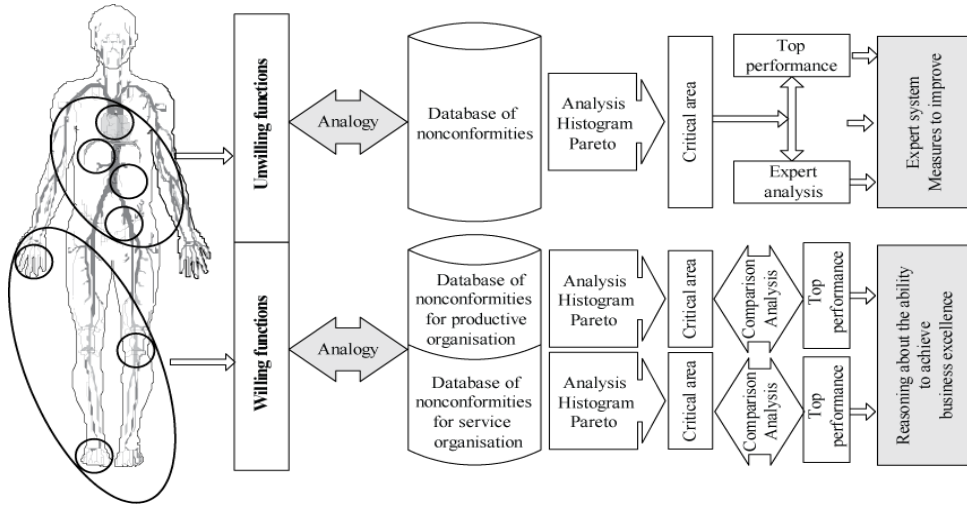 Unwilling functions
Analogy
Database of
nonconformities
Analysis
Histogram
Pareto
Critical area
Top
performance
Expert
analysis
Expert system
Measures to improve
Willing functions
Analogy
Database of
nonconformities
for productive
organisation
Analysis
Histogram
Pareto
Critical area
Comparison
Analysis
Top
performance
Database of
nonconformities
for service
organisation
Analysis
Histogram
Pareto
Critical area
Comparison
Analysis
Top
performance
Reasoning about the ability
to achieve
business excellence